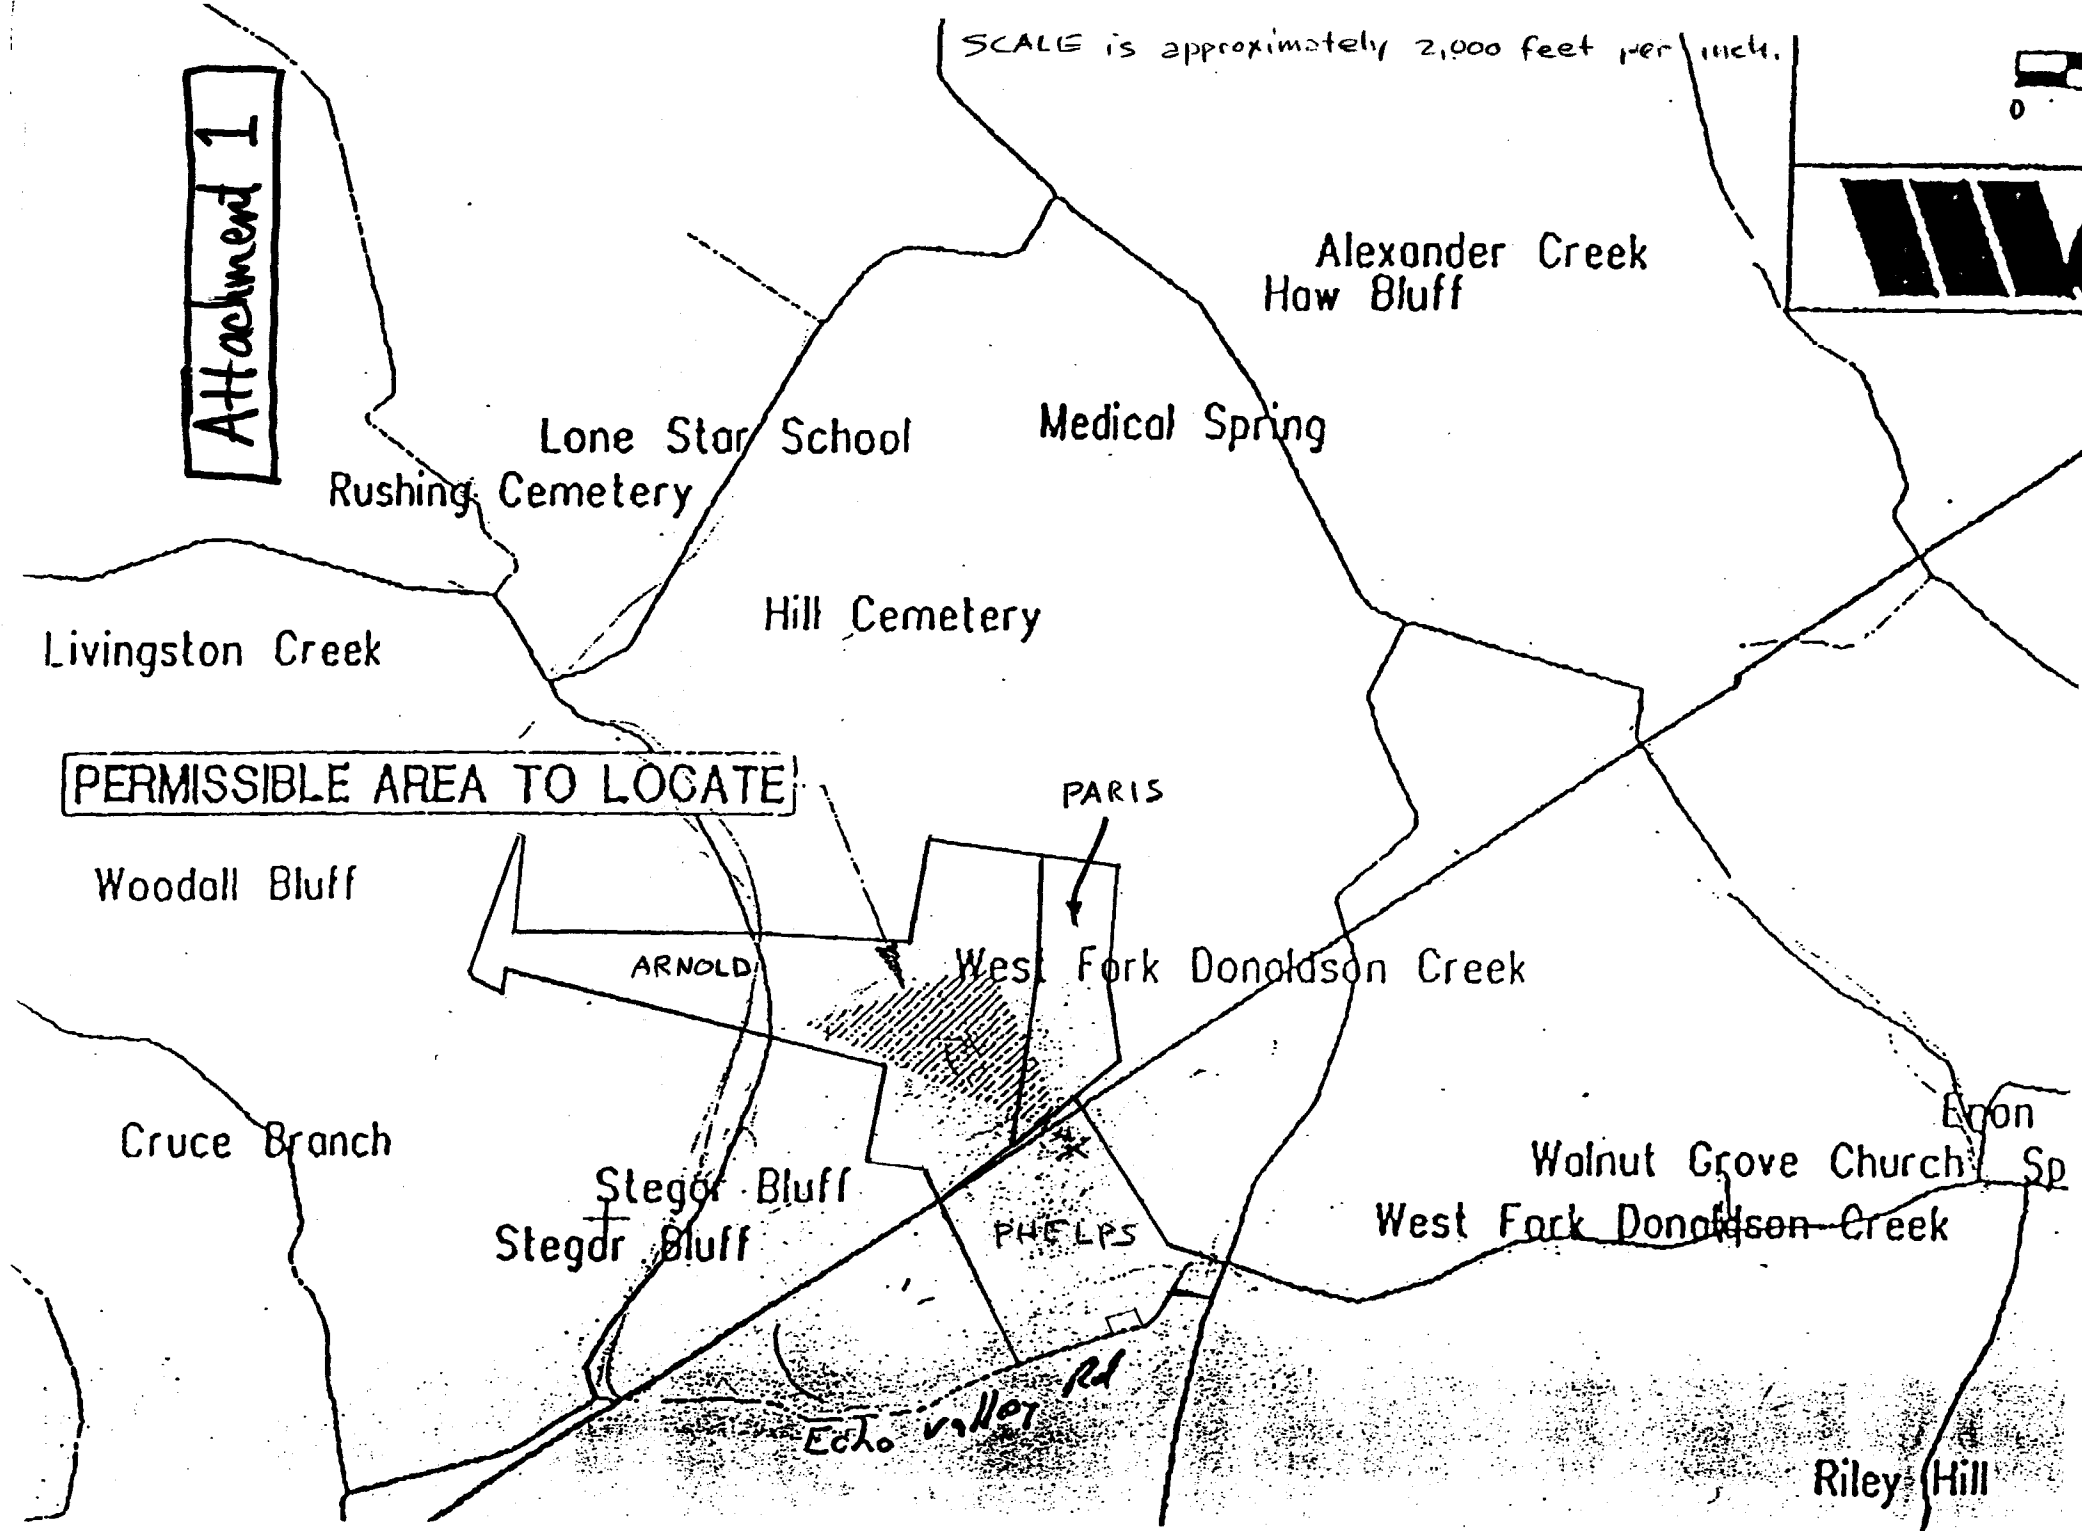 SCALE is approximately 2,000 feet per inch.
0
Attachment 1
Alexander Creek
Haw Bluff
Lone Star School
Medical Spring
Rushing Cemetery
Hill Cemetery
Livingston Creek
PERMISSIBLE AREA TO LOCATE
PARIS
Woodall Bluff
ARNOLD
West Fork Donaldson Creek
Enon
Cruce Branch
Walnut Grove Church
Sp
Stegar Bluff
West Fork Donaldson Creek
Stegar Bluff
PHELPS
Echo Valley Rd
Riley Hill